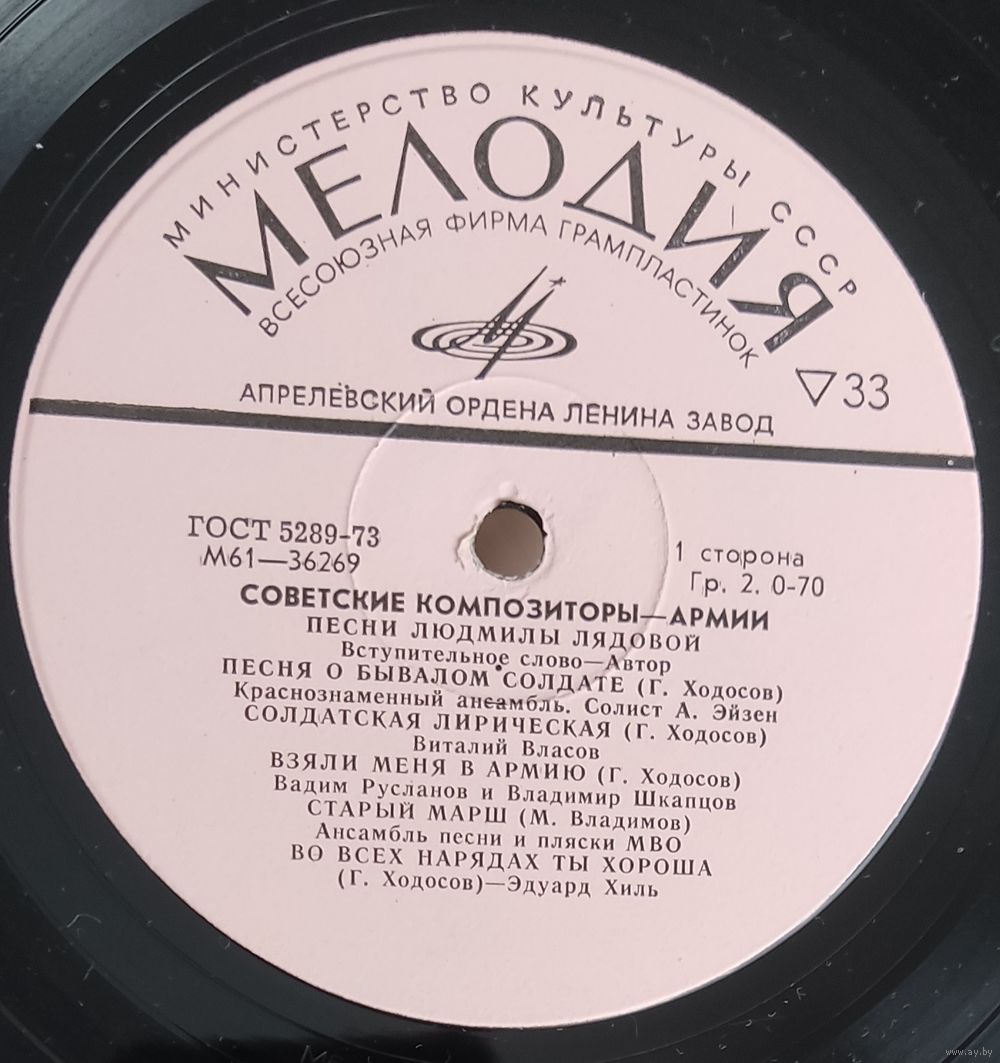 МИНИСТЕРСТВО КУЛЬТУРЫ СССР
МЕЛОДИЯ
ВСЕСОЮЗНАЯ ФИРМА ГРАМПЛАСТИНОК
▽33
АПРЕЛЕВСКИЙ ОРДЕНА ЛЕНИНА ЗАВОД
ГОСТ 5289-73
М61—36269
1 сторона
Гр. 2. 0-70
СОВЕТСКИЕ КОМПОЗИТОРЫ—АРМИИ
ПЕСНИ ЛЮДМИЛЫ ЛЯДОВОЙ
Вступительное слово—Автор
ПЕСНЯ О БЫВАЛОМ СОЛДАТЕ (Г. Ходосов)
Краснознаменный ансамбль. Солист А. Эйзен
СОЛДАТСКАЯ ЛИРИЧЕСКАЯ (Г. Ходосов)
Виталий Власов
ВЗЯЛИ МЕНЯ В АРМИЮ (Г. Ходосов)
Вадим Русланов и Владимир Шкапцов
СТАРЫЙ МАРШ (М. Владимов)
Ансамбль песни и пляски МВО
ВО ВСЕХ НАРЯДАХ ТЫ ХОРОША
(Г. Ходосов)—Эдуард Хиль
www.ay.by